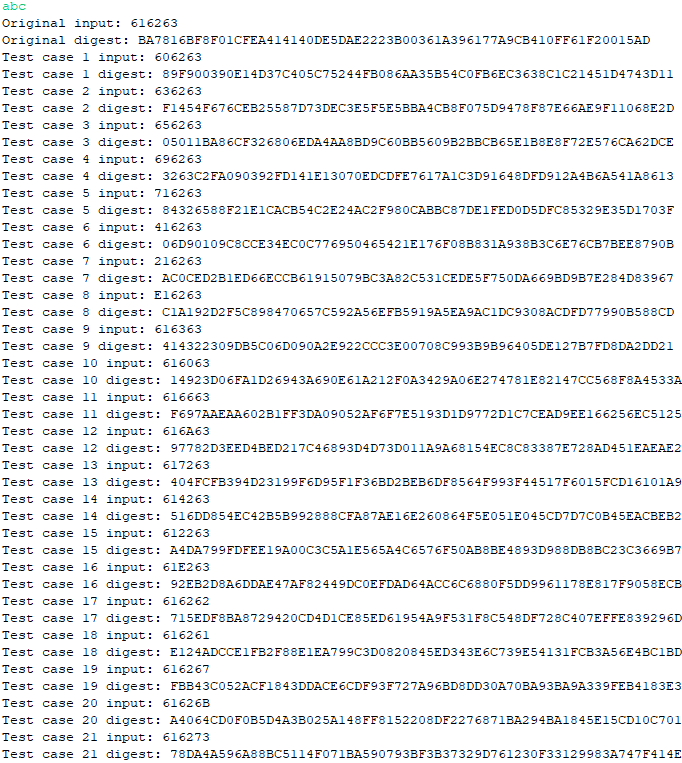 abc
Original input: 616263
Original digest: BA7816BF8F01CFEA414140DE5DAE2223B00361A396177A9CB410FF61F20015AD
Test case 1 input: 606263
Test case 1 digest: 89F900390E14D37C405C75244FB086AA35B54C0FB6EC3638C1C21451D4743D11
Test case 2 input: 636263
Test case 2 digest: F1454F676CEB25587D73DEC3E5F5E5BBA4CB8F075D9478F87E66AE9F11068E2D
Test case 3 input: 656263
Test case 3 digest: 05011BA86CF326806EDA4AA8BD9C60BB5609B2BBCB65E1B8E8F72E576CA62DCE
Test case 4 input: 696263
Test case 4 digest: 3263C2FA090392FD141E13070EDCDFE7617A1C3D91648DFD912A4B6A541A8613
Test case 5 input: 716263
Test case 5 digest: 84326588F21E1CACB54C2E24AC2F980CABBC87DE1FED0D5DFC85329E35D1703F
Test case 6 input: 416263
Test case 6 digest: 06D90109C8CCE34EC0C776950465421E176F08B831A938B3C6E76CB7BEE8790B
Test case 7 input: 216263
Test case 7 digest: AC0CED2B1ED66ECCB61915079BC3A82C531CEDE5F750DA669BD9B7E284D83967
Test case 8 input: E16263
Test case 8 digest: C1A192D2F5C898470657C592A56EFB5919A5EA9AC1DC9308ACDFD77990B588CD
Test case 9 input: 616363
Test case 9 digest: 414322309DB5C06D090A2E922CCC3E00708C993B9B96405DE127B7FD8DA2DD21
Test case 10 input: 616063
Test case 10 digest: 14923D06FA1D26943A690E61A212F0A3429A06E274781E82147CC568F8A4533A
Test case 11 input: 616663
Test case 11 digest: F697AAEAA602B1FF3DA09052AF6F7E5193D1D9772D1C7CEAD9EE166256EC5125
Test case 12 input: 616A63
Test case 12 digest: 97782D3EED4BED217C46893D4D73D011A9A68154EC8C83387E728AD451EAEAE2
Test case 13 input: 617263
Test case 13 digest: 404FCFB394D23199F6D95F1F36BD2BEB6DF8564F993F44517F6015FCD16101A9
Test case 14 input: 614263
Test case 14 digest: 516DD854EC42B5B992888CFA87AE16E260864F5E051E045CD7D7C0B45EACBEB2
Test case 15 input: 612263
Test case 15 digest: A4DA799FDFEE19A00C3C5A1E565A4C6576F50AB8BE4893D988DB8BC23C3669B7
Test case 16 input: 61E263
Test case 16 digest: 92EB2D8A6DDAE47AF82449DC0EFDAD64ACC6C6880F5DD9961178E817F9058ECB
Test case 17 input: 616262
Test case 17 digest: 715EDF8BA8729420CD4D1CE85ED61954A9F531F8C548DF728C407EFFE839296D
Test case 18 input: 616261
Test case 18 digest: E124ADCCE1FB2F88E1EA799C3D0820845ED343E6C739E54131FCB3A56E4BC1BD
Test case 19 input: 616267
Test case 19 digest: FBB43C052ACF1843DDACE6CDF93F727A96BD8DD30A70BA93BA9A339FEB4183E3
Test case 20 input: 61626B
Test case 20 digest: A4064CD0F0B5D4A3B025A148FF8152208DF2276871BA294BA1845E15CD10C701
Test case 21 input: 616273
Test case 21 digest: 78DA4A596A88BC5114F071BA590793BF3B37329D761230F33129983A747F414E